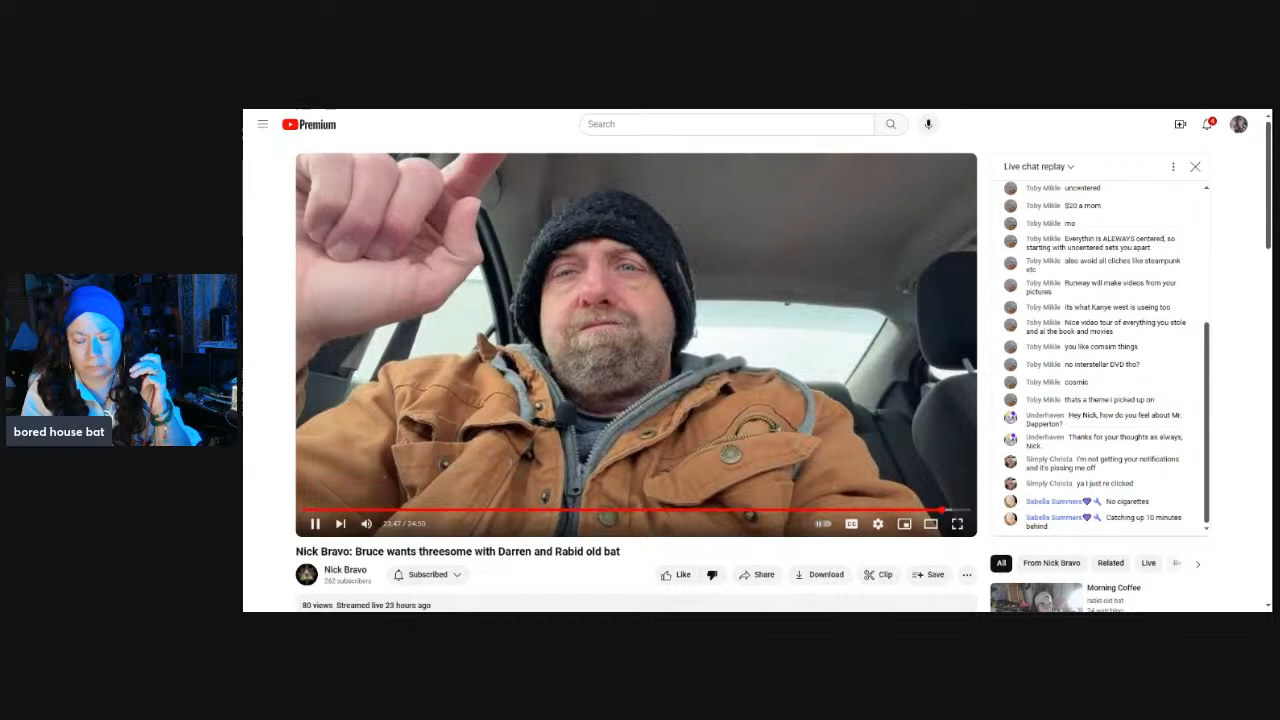 Premium
Search
4
Live chat replay
Toby Mikle uncentered
Toby Mikle $20 a mom
Toby Mikle mo
Toby Mikle Everythin is ALEWAYS centered, so
starting with uncentered sets you apart
Toby Mikle also avoid all cliches like steampunk
etc
Toby Mikle Runway will make videos from your
pictures
Toby Mikle its what Kanye west is useing too
Toby Mikle Nice video tour of everything you stole
and al the book and movies
Toby Mikle you like comsim things
Toby Mikle no interstellar DVD tho?
Toby Mikle cosmic
Toby Mikle thats a theme i picked up on
Underhaven Hey Nick, how do you feel about Mr.
Dapperton?
Underhaven Thanks for your thoughts as always,
Nick.
Simply Christa I'm not getting your notifications
and it's pissing me off
Simply Christa ya I just re clicked
Sabella Summers No cigarettes
Sabella Summers Catching up 10 minutes
behind
bored house bat
23:47 / 24:50
CC
Nick Bravo: Bruce wants threesome with Darren and Rabid old bat
Nick Bravo
262 subscribers
Subscribed
Like
Share
Download
Clip
Save
80 views Streamed live 23 hours ago
All
From Nick Bravo
Related
Live
Re
Morning Coffee
rabid old bat
24 watching